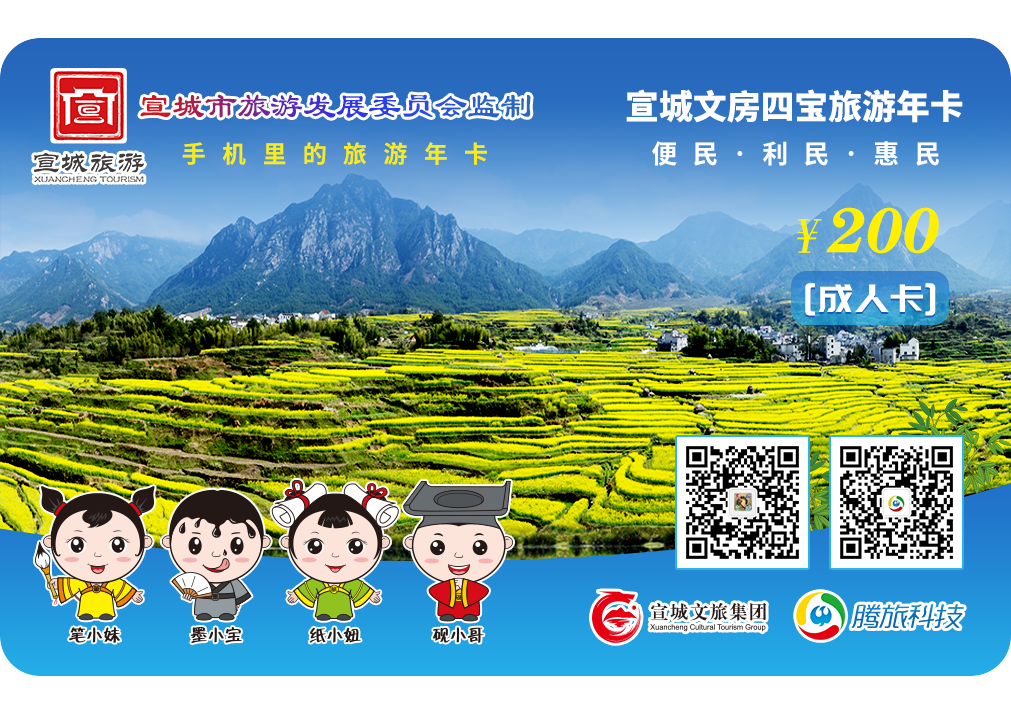 宣城市旅游发展委员会监制
宣城旅游
XUANCHENG TOURISM
手机里的旅游年卡
宣城文房四宝旅游年卡
便民·利民·惠民
¥200
[成人卡]
笔小妹
墨小宝
纸小妞
砚小哥
宣城文旅集团
Xuancheng Cultural Tourism Group
腾旅科技